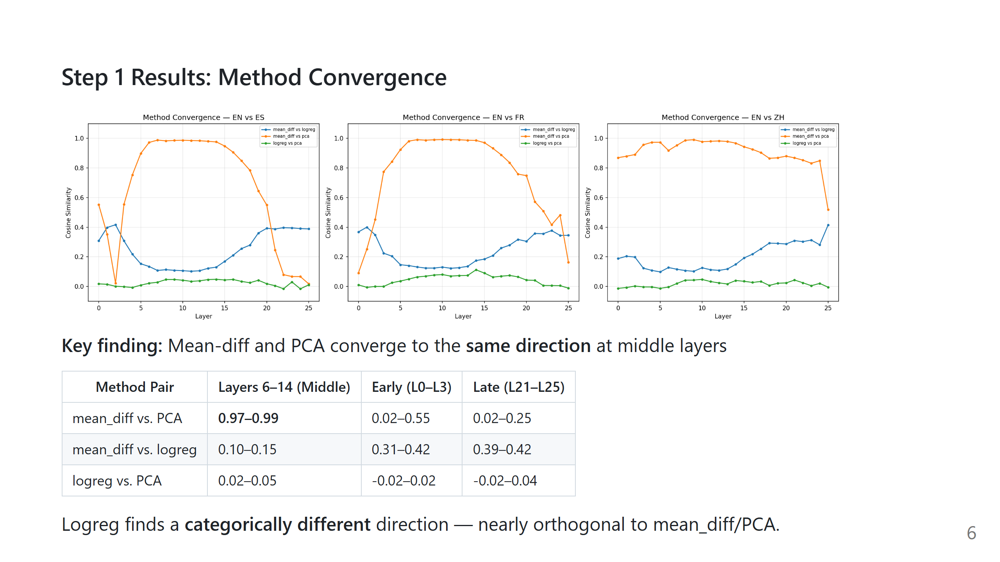 Step 1 Results: Method Convergence
Method Convergence — EN vs ES
mean_diff vs logreg
mean_diff vs pca
logreg vs pca
1.0
0.8
0.6
0.4
0.2
0.0
Cosine Similarity
0 5 10 15 20 25
Layer
Method Convergence — EN vs FR
mean_diff vs logreg
mean_diff vs pca
logreg vs pca
1.0
0.8
0.6
0.4
0.2
0.0
Cosine Similarity
0 5 10 15 20 25
Layer
Method Convergence — EN vs ZH
mean_diff vs logreg
mean_diff vs pca
logreg vs pca
1.0
0.8
0.6
0.4
0.2
0.0
Cosine Similarity
0 5 10 15 20 25
Layer
Key finding: Mean-diff and PCA converge to the same direction at middle layers
Method Pair Layers 6–14 (Middle) Early (L0–L3) Late (L21–L25)
mean_diff vs. PCA 0.97–0.99 0.02–0.55 0.02–0.25
mean_diff vs. logreg 0.10–0.15 0.31–0.42 0.39–0.42
logreg vs. PCA 0.02–0.05 -0.02–0.02 -0.02–0.04
Logreg finds a categorically different direction — nearly orthogonal to mean_diff/PCA.
6